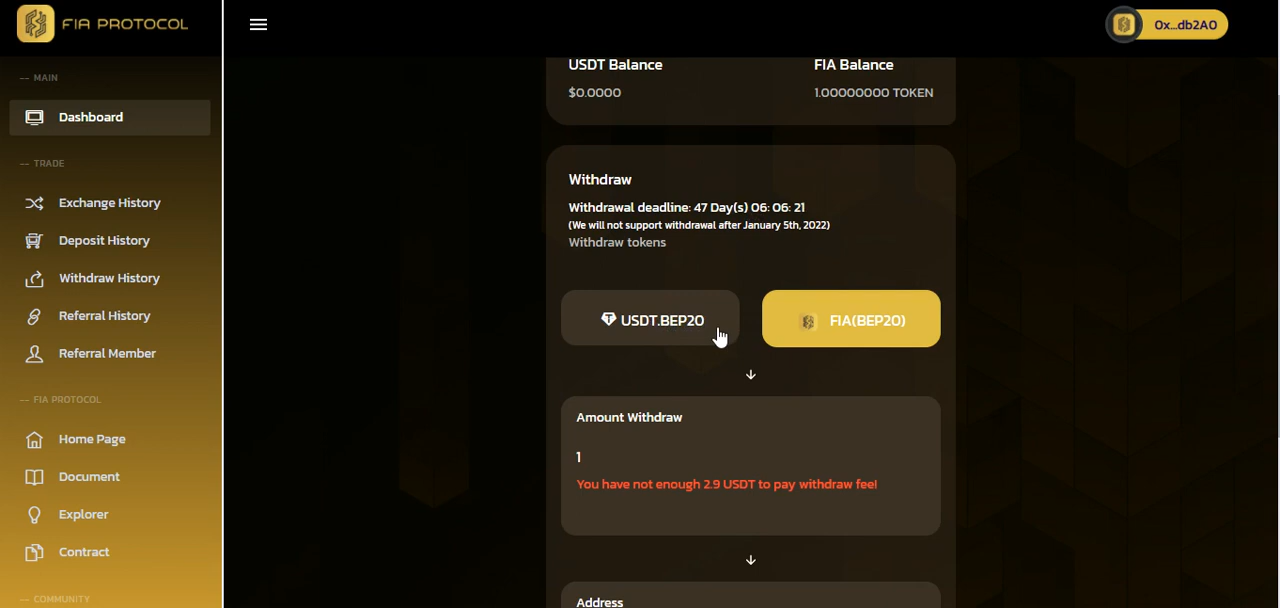 FIA PROTOCOL
0x...db2A0
-- MAIN
Dashboard
-- TRADE
Exchange History
Deposit History
Withdraw History
Referral History
Referral Member
-- FIA PROTOCOL
Home Page
Document
Explorer
Contract
-- COMMUNITY
USDT Balance
FIA Balance
$0.0000
1.00000000 TOKEN
Withdraw
Withdrawal deadline: 47 Day(s) 06: 06: 21
(We will not support withdrawal after January 5th, 2022)
Withdraw tokens
USDT.BEP20
FIA(BEP20)
Amount Withdraw
1
You have not enough 2.9 USDT to pay withdraw fee!
Address